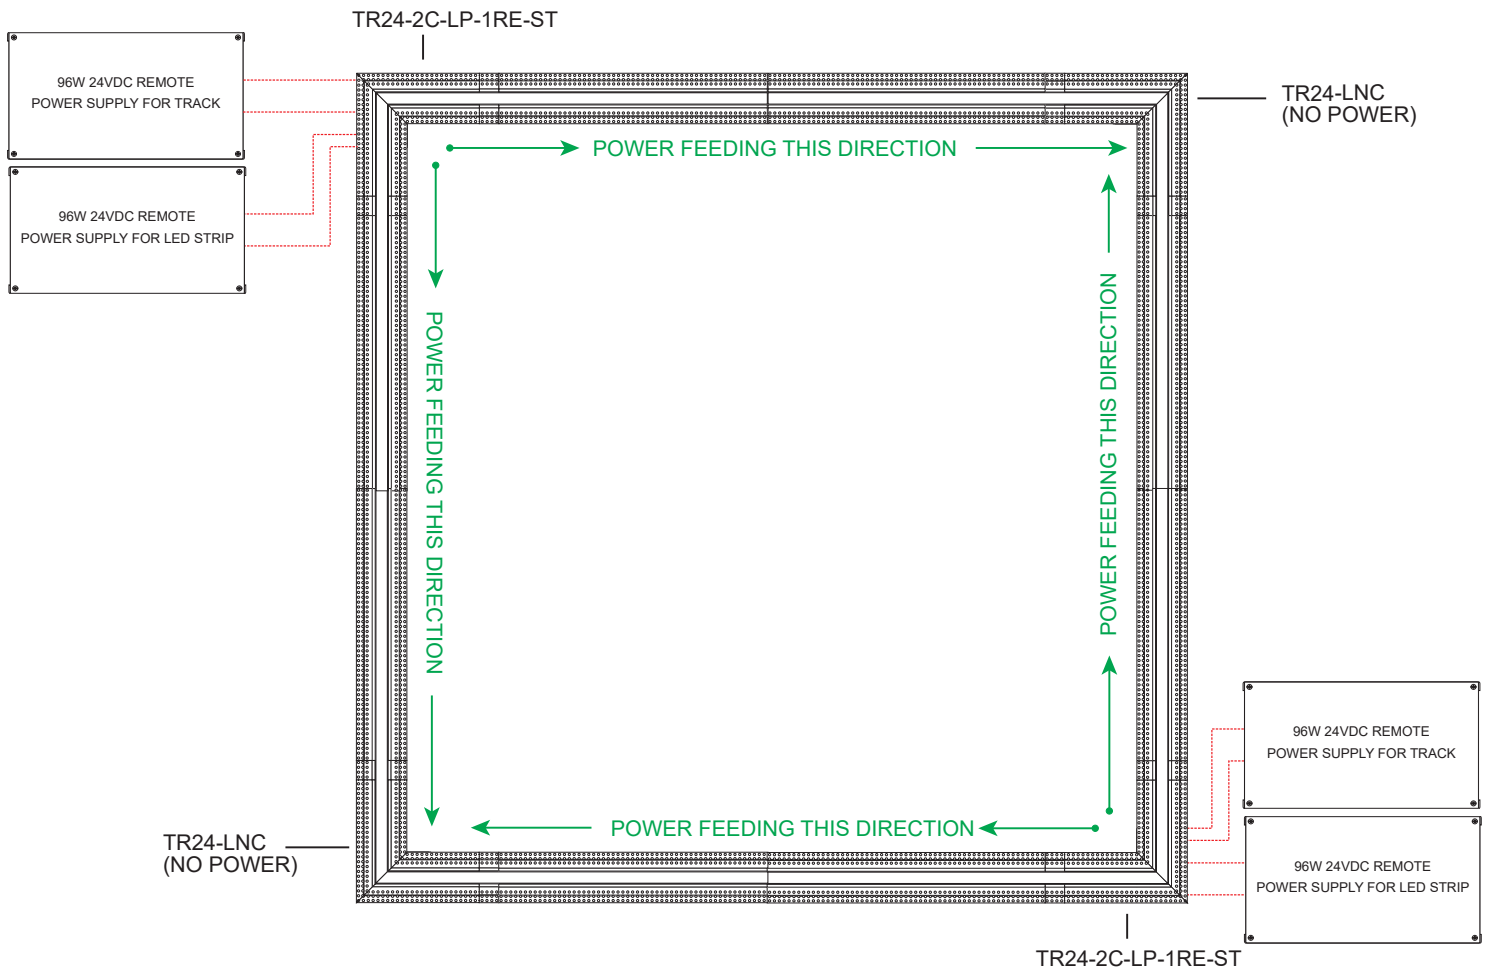 TR24-2C-LP-1RE-ST
96W 24VDC REMOTE
POWER SUPPLY FOR TRACK
TR24-LNC
(NO POWER)
POWER FEEDING THIS DIRECTION
96W 24VDC REMOTE
POWER SUPPLY FOR LED STRIP
POWER FEEDING THIS DIRECTION
POWER FEEDING THIS DIRECTION
96W 24VDC REMOTE
POWER SUPPLY FOR TRACK
POWER FEEDING THIS DIRECTION
TR24-LNC
(NO POWER)
96W 24VDC REMOTE
POWER SUPPLY FOR LED STRIP
TR24-2C-LP-1RE-ST